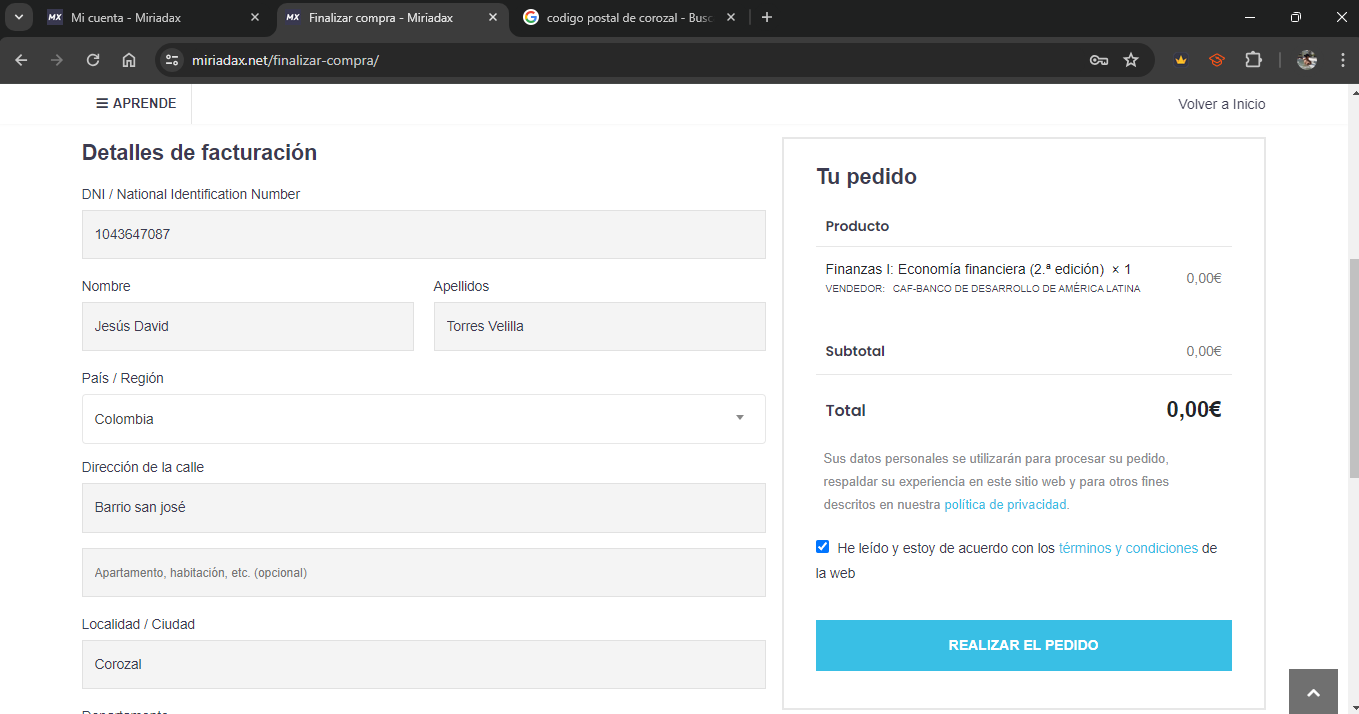 Mi cuenta - Miriadax
Finalizar compra - Miriadax
codigo postal de corozal - Busc
miriadax.net/finalizar-compra/
APRENDE
Volver a Inicio
Detalles de facturación
DNI / National Identification Number
1043647087
Nombre
Apellidos
Jesús David
Torres Velilla
País / Región
Colombia
Dirección de la calle
Barrio san josé
Apartamento, habitación, etc. (opcional)
Localidad / Ciudad
Corozal
Departamento
Tu pedido
Producto
Finanzas I: Economía financiera (2.ª edición) × 1
0,00€
VENDEDOR: CAF-BANCO DE DESARROLLO DE AMÉRICA LATINA
Subtotal 0,00€
Total 0,00€
Sus datos personales se utilizarán para procesar su pedido,
respaldar su experiencia en este sitio web y para otros fines
descritos en nuestra política de privacidad.
He leído y estoy de acuerdo con los términos y condiciones de
la web
REALIZAR EL PEDIDO